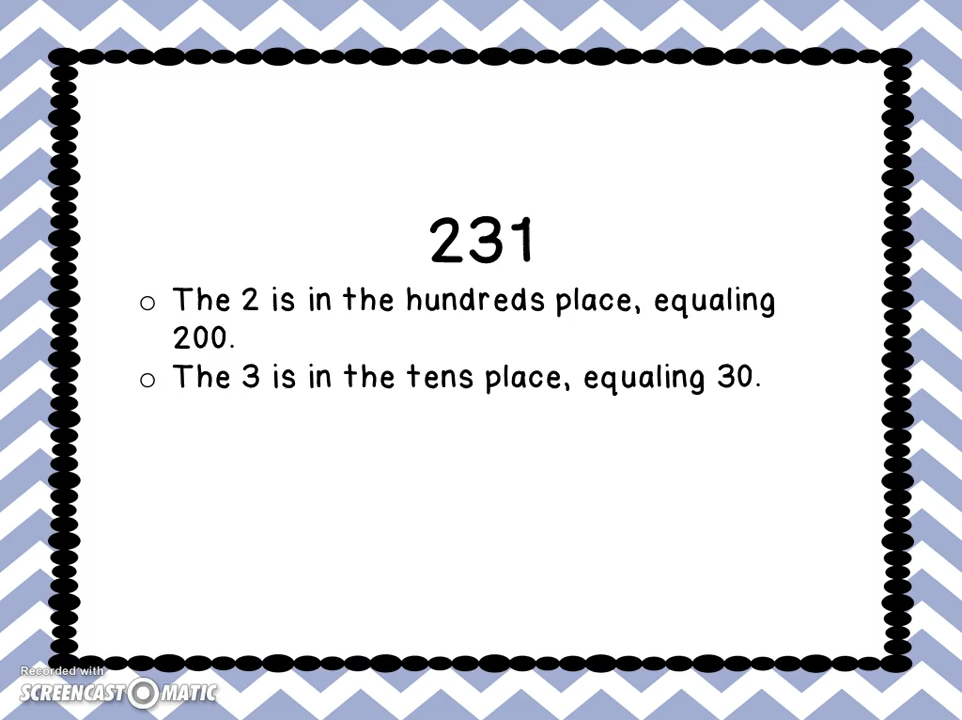 231
○ The 2 is in the hundreds place, equaling
200.
○ The 3 is in the tens place, equaling 30.
Recorded with
SCREENCAST MATIC